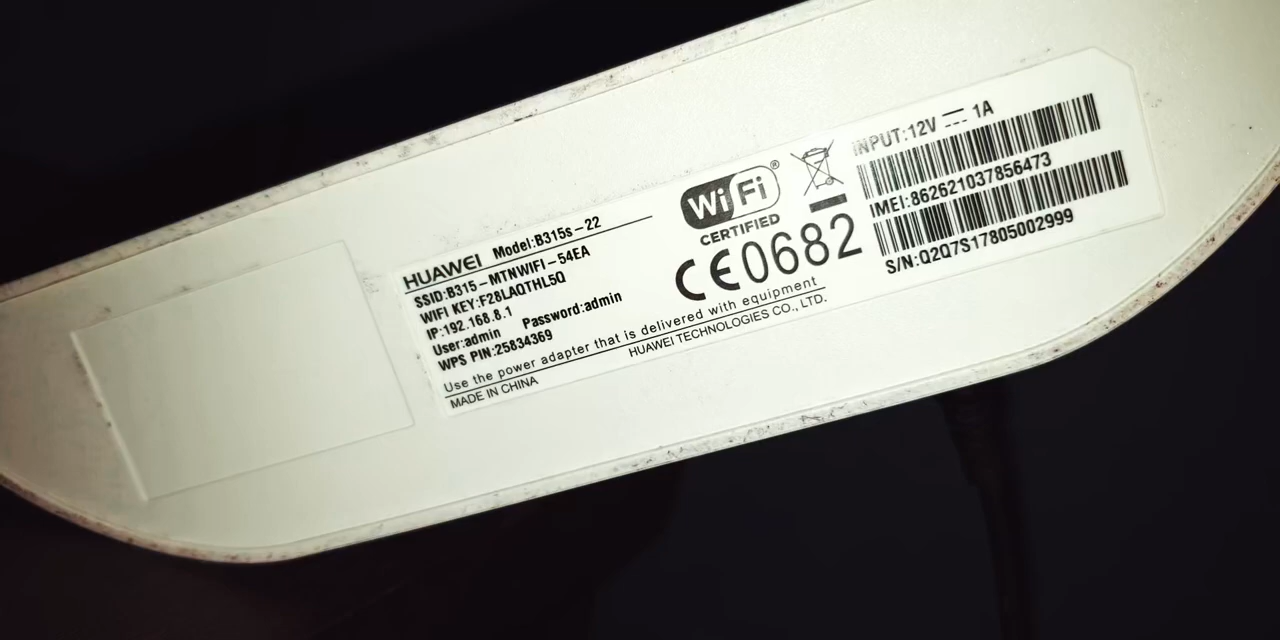 HUAWEI Model:B315s-22
SSID:B315-MTNWIFI-54EA
WIFI KEY:F28LAQTHL5Q
IP:192.168.8.1
User:admin Password:admin
WPS PIN:25834369
Use the power adapter that is delivered with equipment
MADE IN CHINA HUAWEI TECHNOLOGIES CO., LTD.
WiFi®
CERTIFIED
CE0682
INPUT:12V 1A
IMEI:862621037856473
S/N:Q2Q7S17805002999